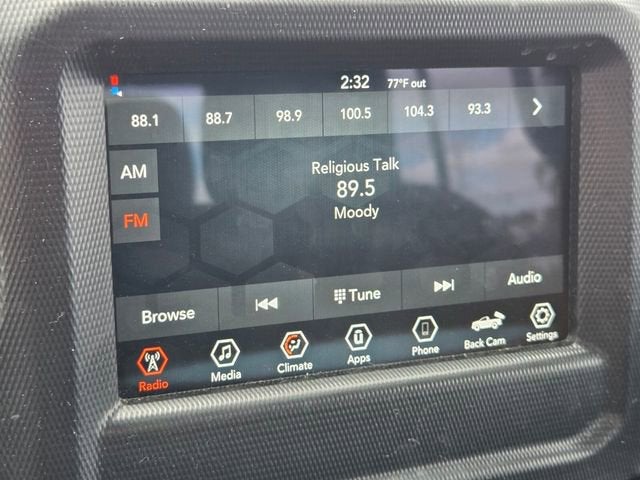 2:32 77°F out
88.1 88.7 98.9 100.5 104.3 93.3
AM
FM
Religious Talk
89.5
Moody
Browse Tune Audio
Radio Media Climate Apps Phone Back Cam Settings